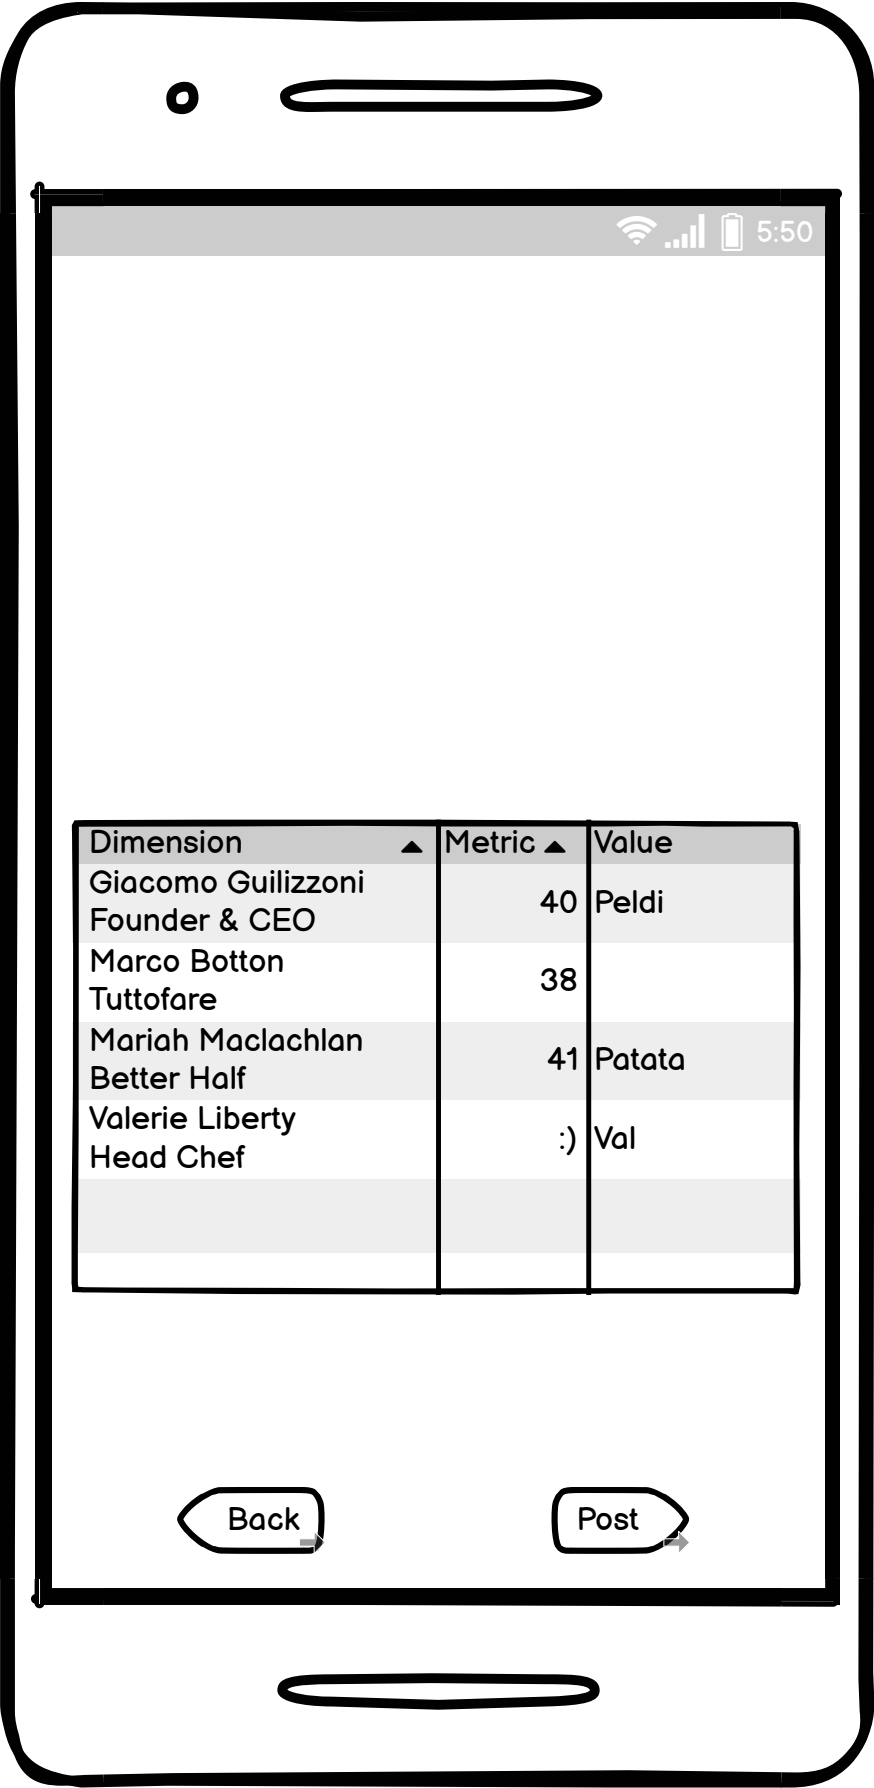 5:50
Dimension Metric Value
Giacomo Guilizzoni
Founder & CEO
40 Peldi
Marco Botton
Tuttofare
38
Mariah Maclachlan
Better Half
41 Patata
Valerie Liberty
Head Chef
:) Val
Back Post